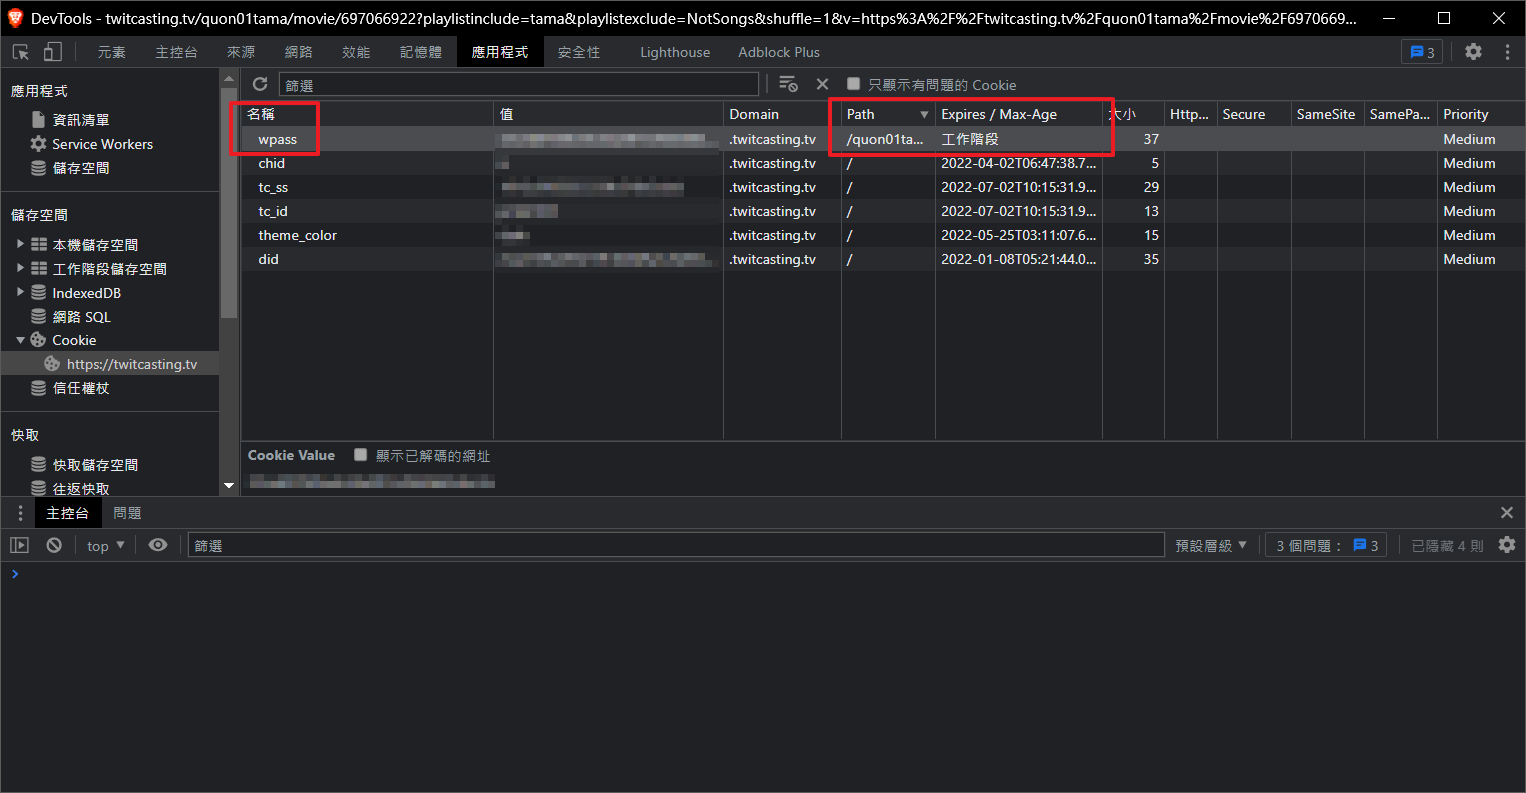 DevTools - twitcasting.tv/quon01tama/movie/697066922?playlistinclude=tama&playlistexclude=NotSongs&shuffle=1&v=https%3A%2F%2Ftwitcasting.tv%2Fquon01tama%2Fmovie%2F6970669...
元素 主控台 來源 網路 效能 記憶體 應用程式 安全性 Lighthouse Adblock Plus 3
應用程式
資訊清單
Service Workers
儲存空間
儲存空間
本機儲存空間
工作階段儲存空間
IndexedDB
網路 SQL
Cookie
https://twitcasting.tv
信任權杖
快取
快取儲存空間
往返快取
篩選 只顯示有問題的 Cookie
名稱 值 Domain Path Expires / Max-Age 大小 Http... Secure SameSite SamePa... Priority
wpass .twitcasting.tv /quon01ta... 工作階段 37 Medium
chid .twitcasting.tv / 2022-04-02T06:47:38.7... 5 Medium
tc_ss .twitcasting.tv / 2022-07-02T10:15:31.9... 29 Medium
tc_id .twitcasting.tv / 2022-07-02T10:15:31.9... 13 Medium
theme_color .twitcasting.tv / 2022-05-25T03:11:07.6... 15 Medium
did .twitcasting.tv / 2022-01-08T05:21:44.0... 35 Medium
Cookie Value 顯示已解碼的網址
主控台 問題
top 篩選 預設層級 3 個問題： 3 已隱藏 4 則